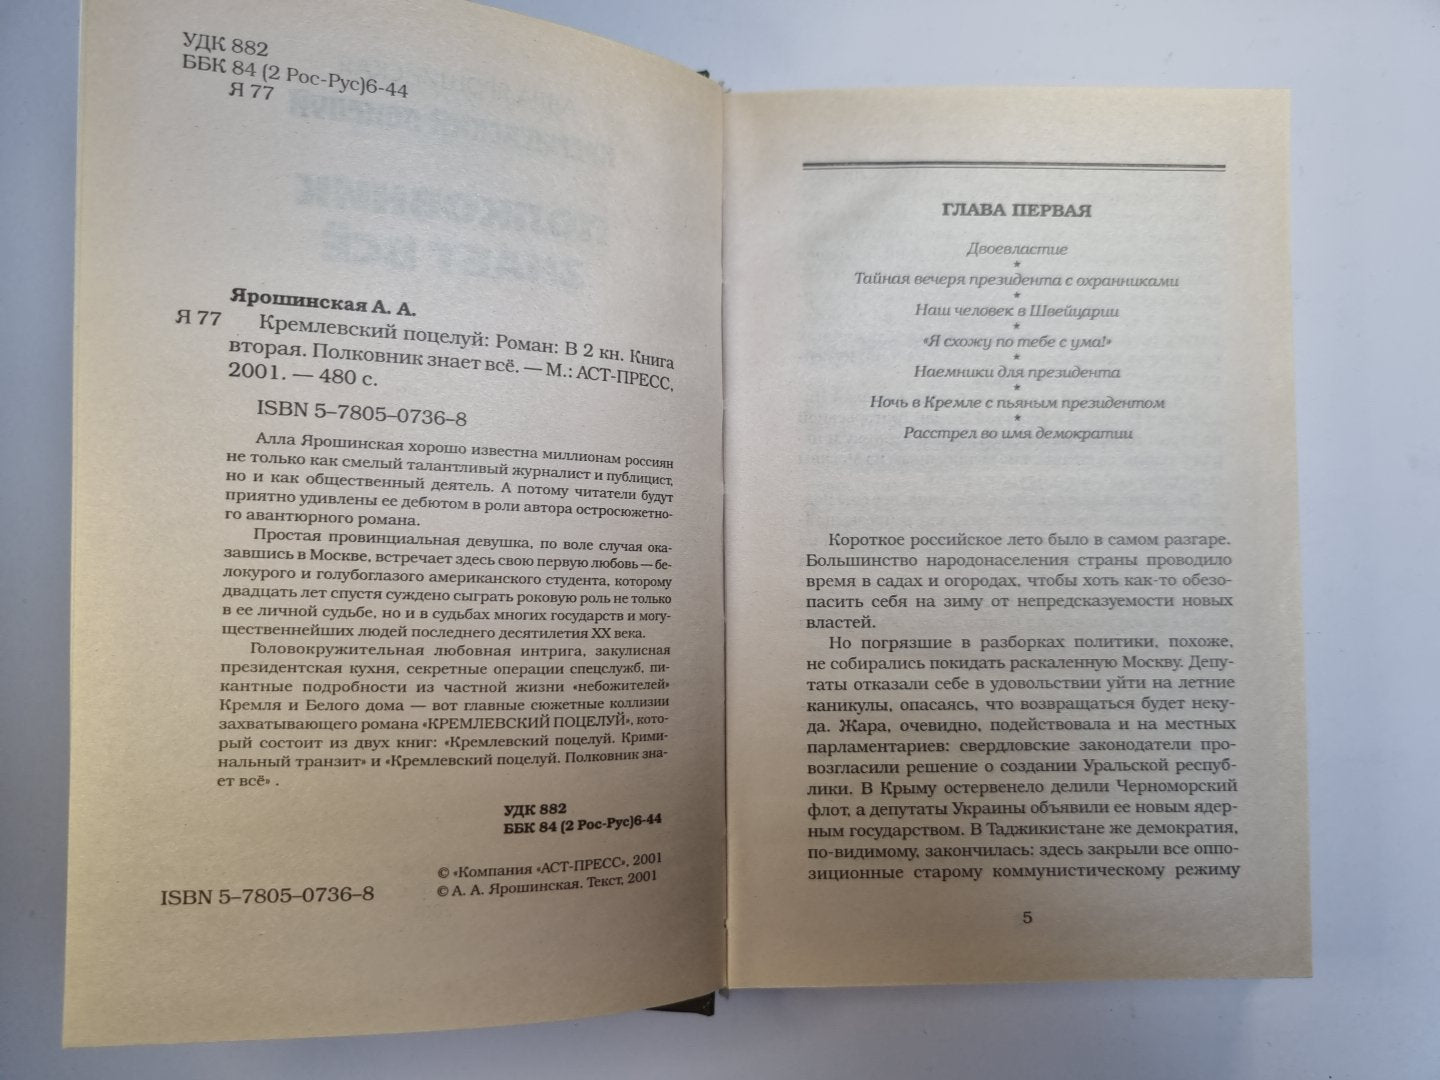 УДК 882
ББК 84 (2 Рос-Рус)6-44
Я 77
Ярошинская А. А.
Я 77
Кремлевский поцелуй: Роман: В 2 кн. Книга
вторая. Полковник знает всё. — М.: АСТ-ПРЕСС,
2001. — 480 с.
ISBN 5–7805–0736–8
Алла Ярошинская хорошо известна миллионам россиян
не только как смелый талантливый журналист и публицист,
но и как общественный деятель. А потому читатели будут
приятно удивлены ее дебютом в роли автора остросюжетно-
го авантюрного романа.
Простая провинциальная девушка, по воле случая ока-
завшись в Москве, встречает здесь свою первую любовь — бе-
локурого и голубоглазого американского студента, которому
двадцать лет спустя суждено сыграть роковую роль не только
в ее личной судьбе, но и в судьбах многих государств и могу-
щественнейших людей последнего десятилетия XX века.
Головокружительная любовная интрига, закулисная
президентская кухня, секретные операции спецслужб, пи-
кантные подробности из частной жизни «небожителей»
Кремля и Белого дома — вот главные сюжетные коллизии
захватывающего романа «КРЕМЛЕВСКИЙ ПОЦЕЛУЙ», кото-
рый состоит из двух книг: «Кремлевский поцелуй. Крими-
нальный транзит» и «Кремлевский поцелуй. Полковник зна-
ет всё» .
УДК 882
ББК 84 (2 Рос-Рус)6-44
© «Компания «АСТ-ПРЕСС», 2001
© А. А. Ярошинская. Текст, 2001
ISBN 5–7805–0736–8
ГЛАВА ПЕРВАЯ
Двоевластие
*
Тайная вечеря президента с охранниками
*
Наш человек в Швейцарии
*
«Я схожу по тебе с ума!»
*
Наемники для президента
*
Ночь в Кремле с пьяным президентом
*
Расстрел во имя демократии
Короткое российское лето было в самом разгаре.
Большинство народонаселения страны проводило
время в садах и огородах, чтобы хоть как-то обезо-
пасить себя на зиму от непредсказуемости новых
властей.
Но погрязшие в разборках политики, похоже,
не собирались покидать раскаленную Москву. Депу-
таты отказали себе в удовольствии уйти на летние
каникулы, опасаясь, что возвращаться будет неку-
да. Жара, очевидно, подействовала и на местных
парламентариев: свердловские законодатели про-
возгласили решение о создании Уральской респуб-
лики. В Крыму остервенело делили Черноморский
флот, а депутаты Украины объявили ее новым ядер-
ным государством. В Таджикистане же демократия,
по-видимому, закончилась: здесь закрыли все оппо-
зиционные старому коммунистическому режиму
5